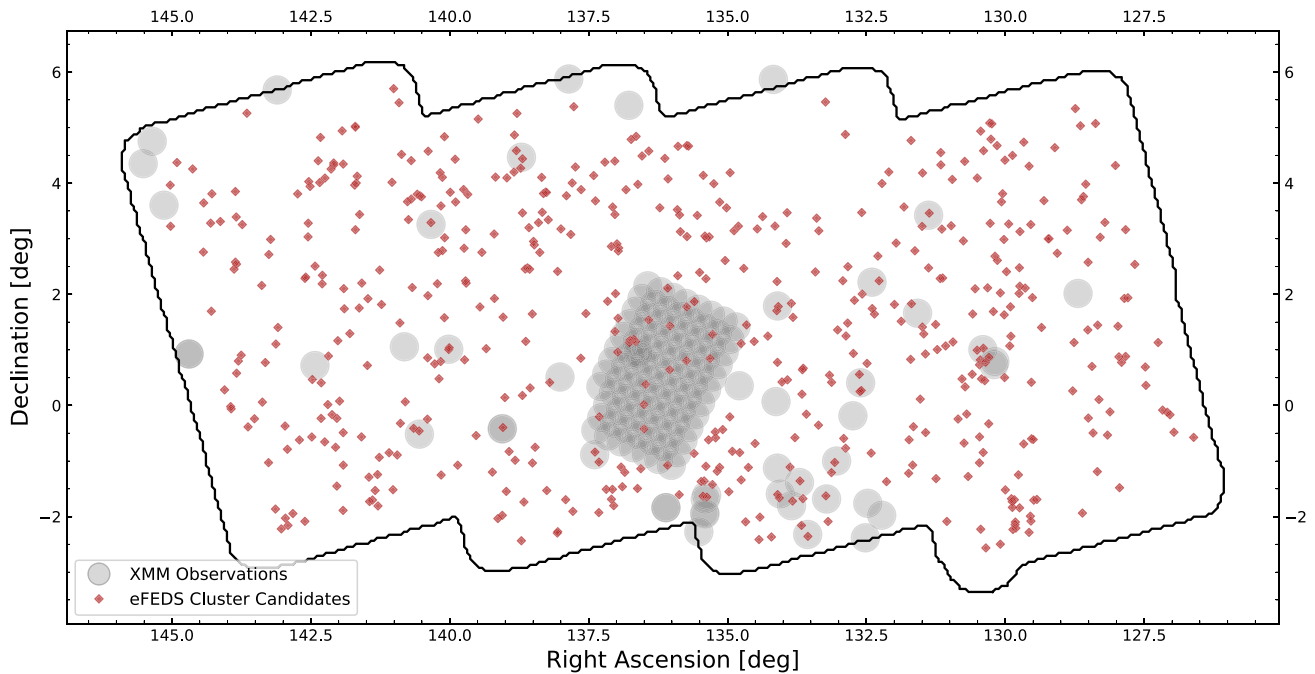 145.0 142.5 140.0 137.5 135.0 132.5 130.0 127.5
6 6
4 4
2 2
0 0
−2 −2
Declination [deg]
XMM Observations
eFEDS Cluster Candidates
145.0 142.5 140.0 137.5 135.0 132.5 130.0 127.5
Right Ascension [deg]